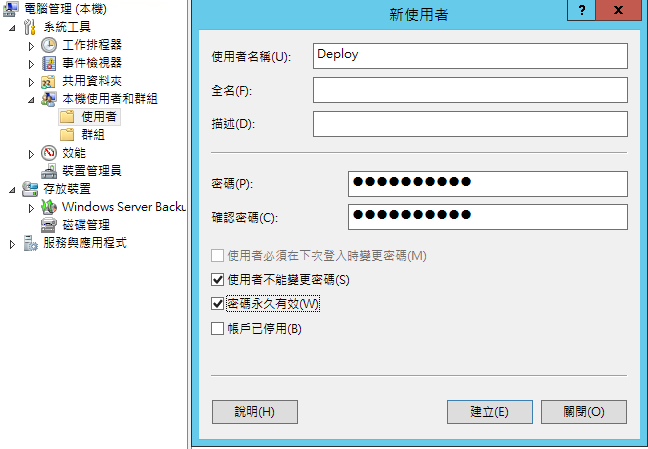 電腦管理 (本機)
系統工具
工作排程器
事件檢視器
共用資料夾
本機使用者和群組
使用者
群組
效能
裝置管理員
存放裝置
Windows Server Backu
磁碟管理
服務與應用程式
新使用者
?
x
使用者名稱(U):
Deploy
全名(F):
描述(D):
密碼(P):
●●●●●●●●●●
確認密碼(C):
●●●●●●●●●●
使用者必須在下次登入時變更密碼(M)
使用者不能變更密碼(S)
密碼永久有效(W)
帳戶已停用(B)
說明(H)
建立(E)
關閉(O)